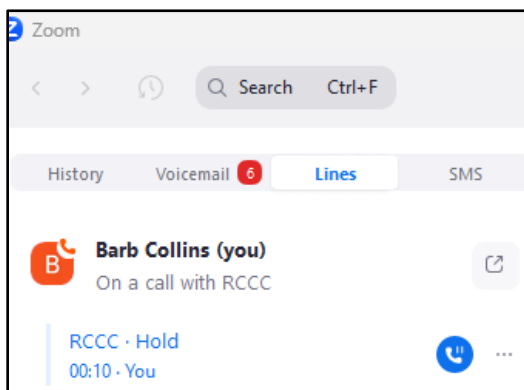 Zoom
Search Ctrl+F
History Voicemail 6 Lines SMS
B
Barb Collins (you)
On a call with RCCC
RCCC · Hold
00:10 · You